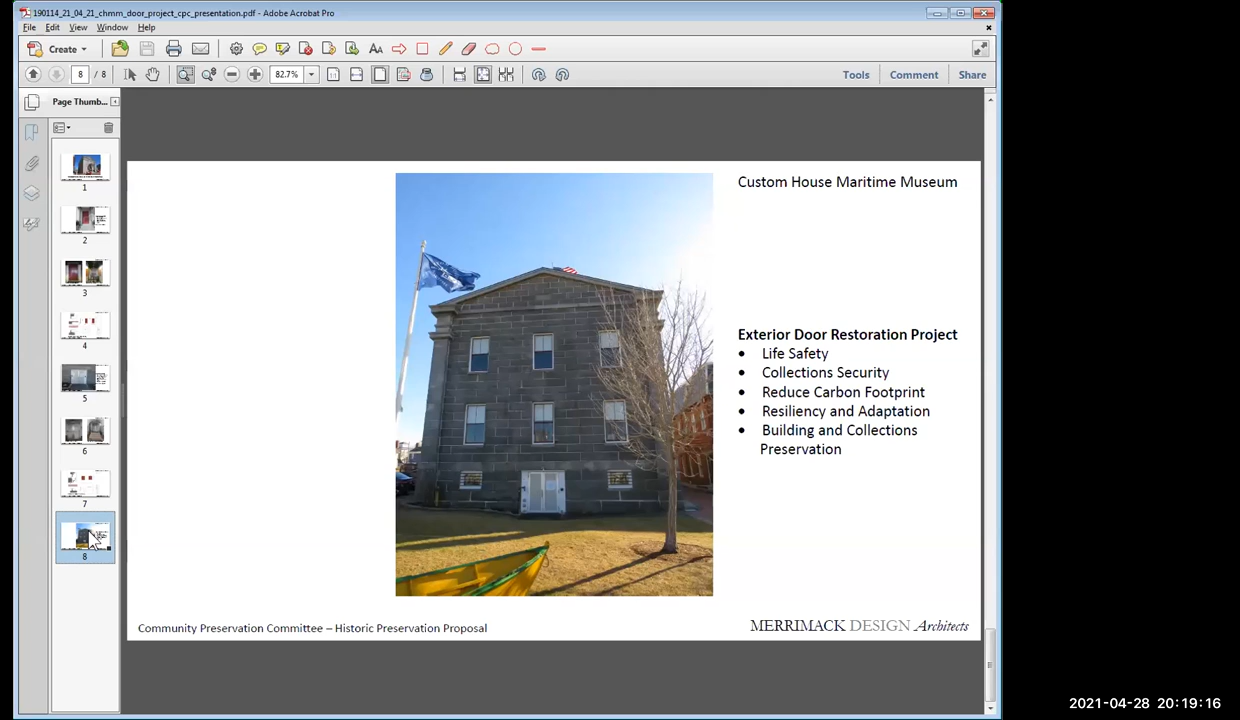 190114_21_04_21_chmm_door_project_cpc_presentation.pdf - Adobe Acrobat Pro
File Edit View Window Help
Create
8 / 8 82.7% Tools Comment Share
Page Thumb...
1
2
3
4
5
6
7
8
Custom House Maritime Museum
Exterior Door Restoration Project
• Life Safety
• Collections Security
• Reduce Carbon Footprint
• Resiliency and Adaptation
• Building and Collections
Preservation
Community Preservation Committee – Historic Preservation Proposal
MERRIMACK DESIGN Architects
2021-04-28 20:19:16